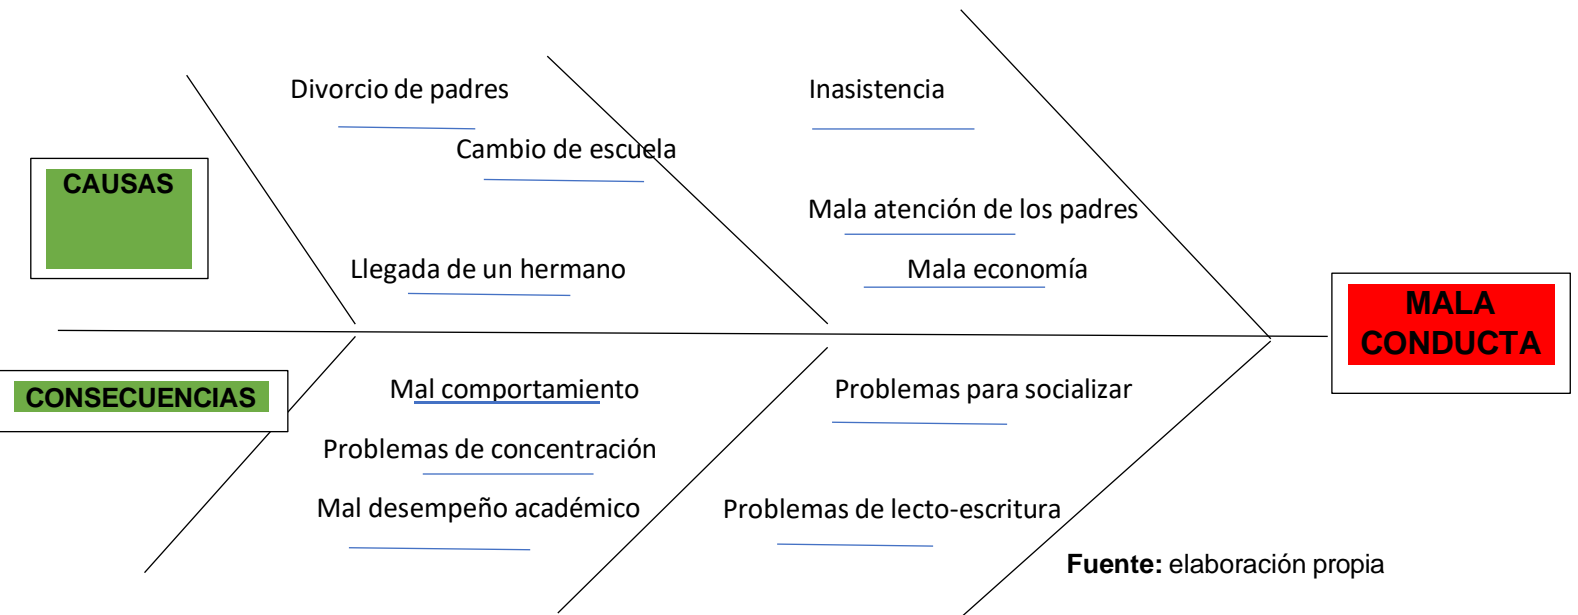 Divorcio de padres
Inasistencia
Cambio de escuela
CAUSAS
Mala atención de los padres
Llegada de un hermano
Mala economía
MALA
CONDUCTA
CONSECUENCIAS
Mal comportamiento
Problemas para socializar
Problemas de concentración
Mal desempeño académico
Problemas de lecto-escritura
Fuente: elaboración propia